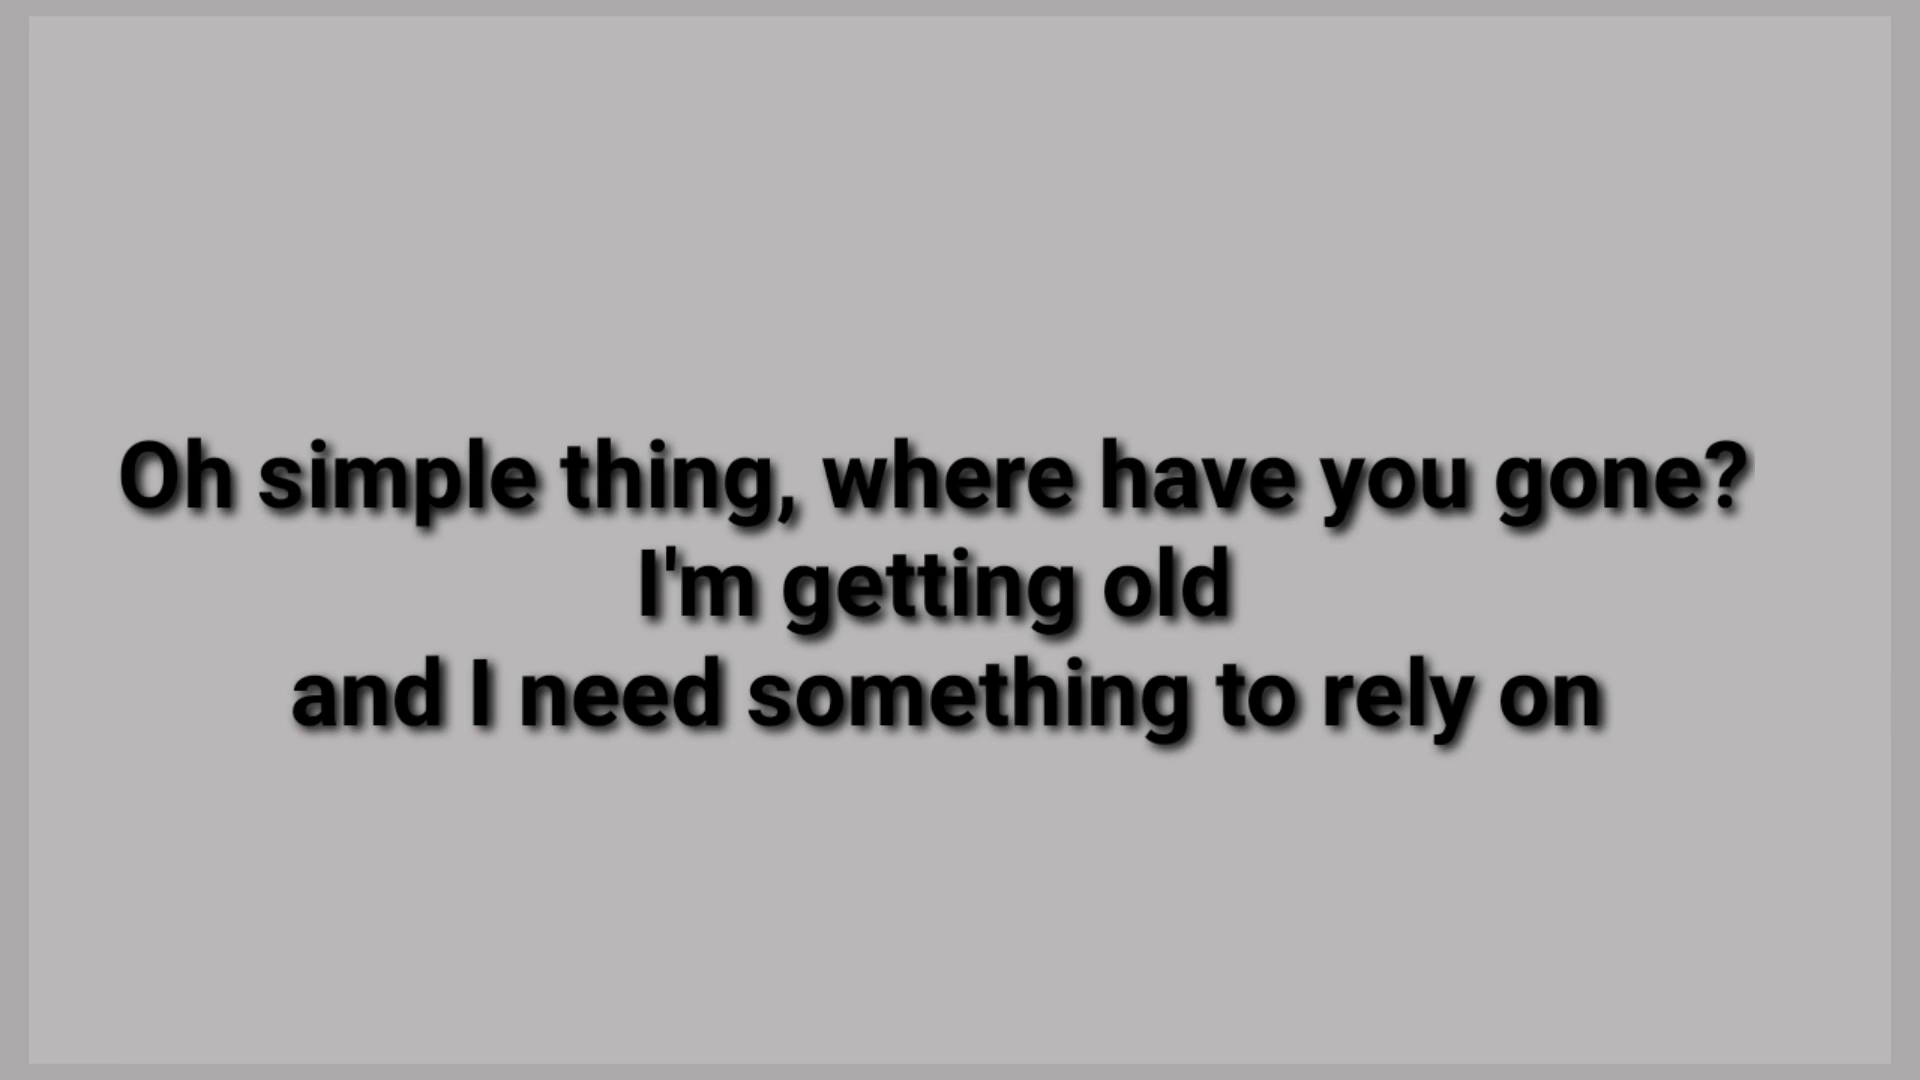 Oh simple thing, where have you gone?
I'm getting old
and I need something to rely on